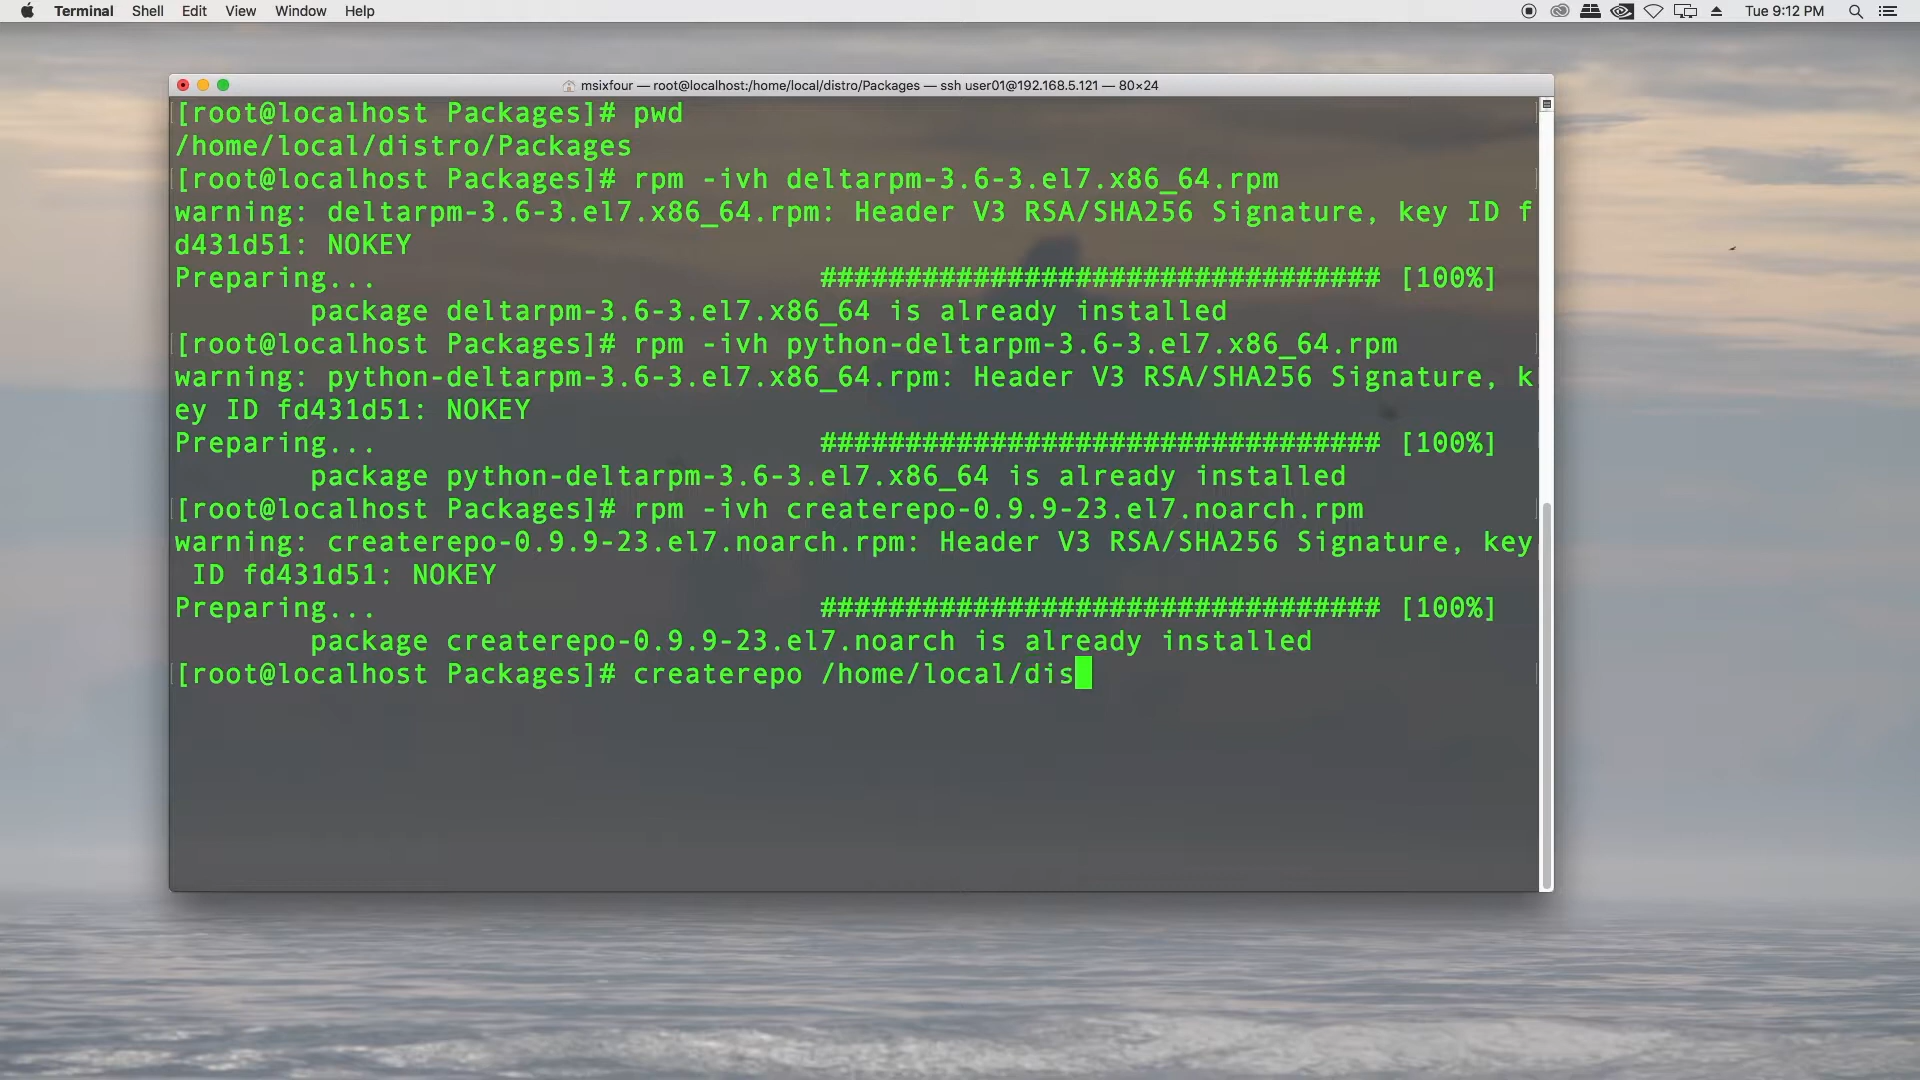 Terminal Shell Edit View Window Help Tue 9:12 PM
msixfour — root@localhost:/home/local/distro/Packages — ssh user01@192.168.5.121 — 80×24
[root@localhost Packages]# pwd
/home/local/distro/Packages
[root@localhost Packages]# rpm -ivh deltarpm-3.6-3.el7.x86_64.rpm
warning: deltarpm-3.6-3.el7.x86_64.rpm: Header V3 RSA/SHA256 Signature, key ID f
d431d51: NOKEY
Preparing... ################################# [100%]
package deltarpm-3.6-3.el7.x86_64 is already installed
[root@localhost Packages]# rpm -ivh python-deltarpm-3.6-3.el7.x86_64.rpm
warning: python-deltarpm-3.6-3.el7.x86_64.rpm: Header V3 RSA/SHA256 Signature, k
ey ID fd431d51: NOKEY
Preparing... ################################# [100%]
package python-deltarpm-3.6-3.el7.x86_64 is already installed
[root@localhost Packages]# rpm -ivh createrepo-0.9.9-23.el7.noarch.rpm
warning: createrepo-0.9.9-23.el7.noarch.rpm: Header V3 RSA/SHA256 Signature, key
ID fd431d51: NOKEY
Preparing... ################################# [100%]
package createrepo-0.9.9-23.el7.noarch is already installed
[root@localhost Packages]# createrepo /home/local/dis